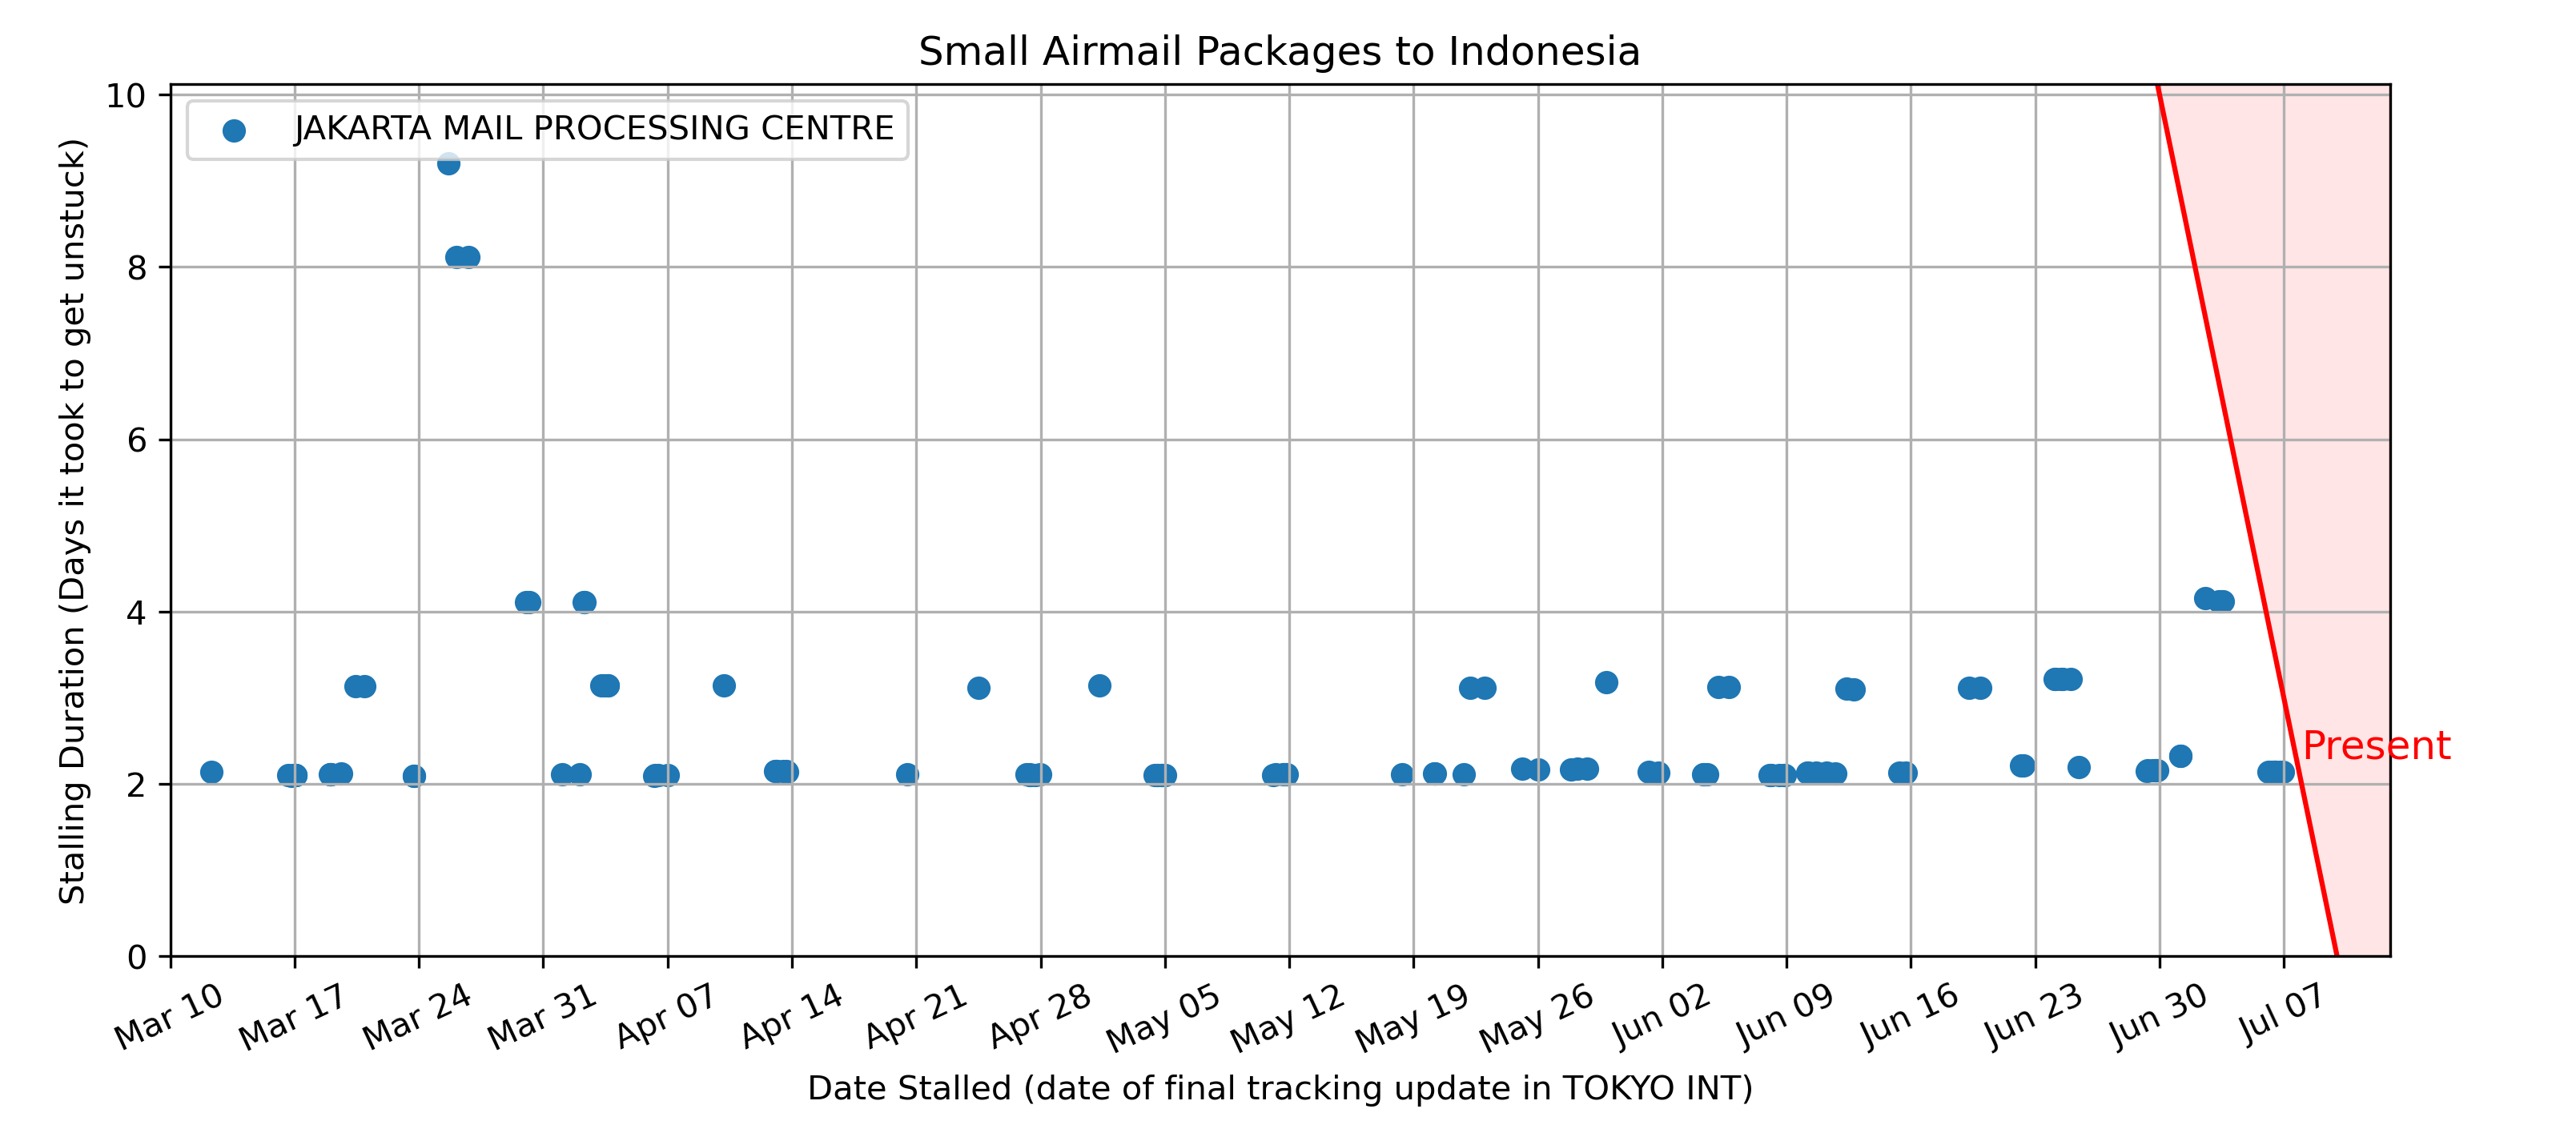 Small Airmail Packages to Indonesia
JAKARTA MAIL PROCESSING CENTRE
Stalling Duration (Days it took to get unstuck)
10
8
6
4
2
0
Present
Mar 10
Mar 17
Mar 24
Mar 31
Apr 07
Apr 14
Apr 21
Apr 28
May 05
May 12
May 19
May 26
Jun 02
Jun 09
Jun 16
Jun 23
Jun 30
Jul 07
Date Stalled (date of final tracking update in TOKYO INT)